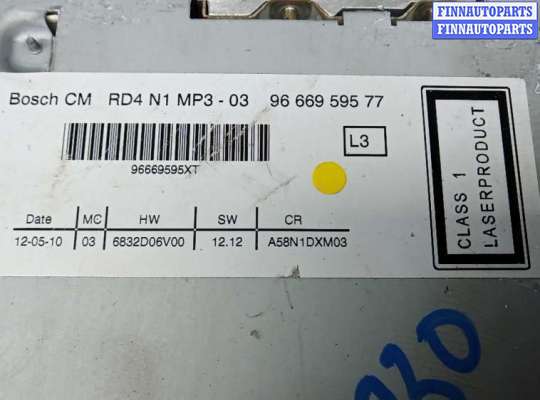 FINNAUTOPARTS
FINNAUTOPARTS
Bosch CM RD4 N1 MP3 - 03 96 669 595 77
L3
96669595XT
CLASS 1
LASERPRODUCT
Date MC HW SW CR
12-05-10 03 6832D06V00 12.12 A58N1DXM03